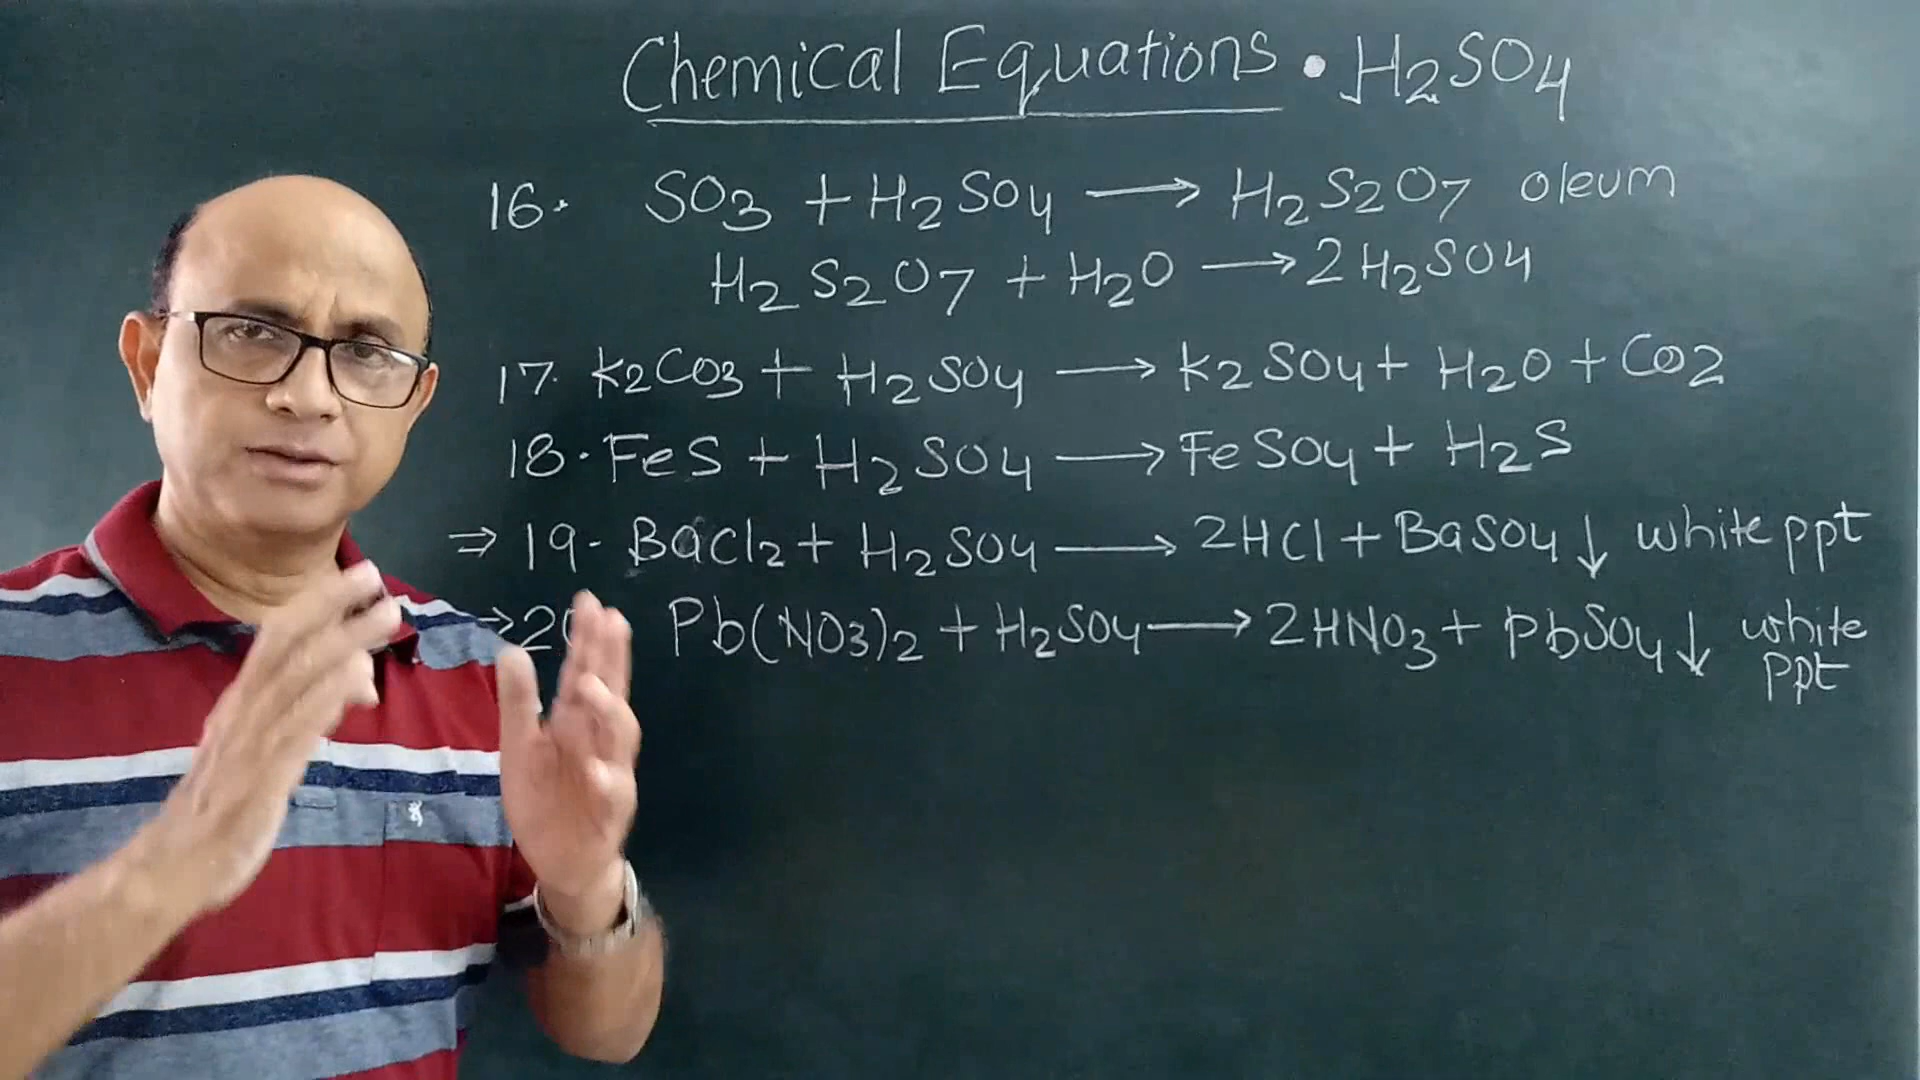 Chemical Equations • H2SO4
16. SO3 + H2SO4 → H2S2O7 oleum
H2S2O7 + H2O → 2H2SO4
17. K2CO3 + H2SO4 → K2SO4 + H2O + CO2
18. FeS + H2SO4 → FeSO4 + H2S
⇒ 19. BaCl2 + H2SO4 → 2HCl + BaSO4 ↓ white ppt
⇒ 20 Pb(NO3)2 + H2SO4 → 2HNO3 + PbSO4 ↓ white
ppt